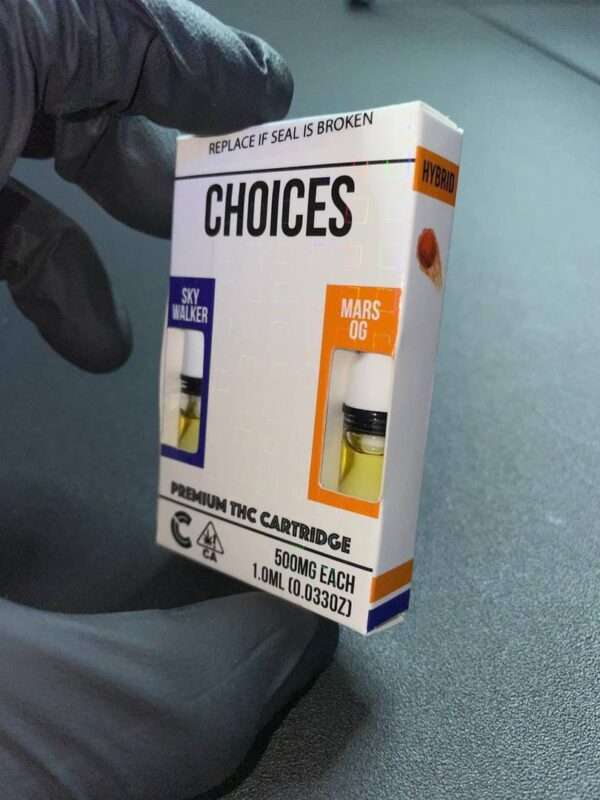 REPLACE IF SEAL IS BROKEN
CHOICES
HYBRID
SKY
WALKER
MARS
OG
PREMIUM THC CARTRIDGE
CA
500MG EACH
1.0ML (0.033OZ)